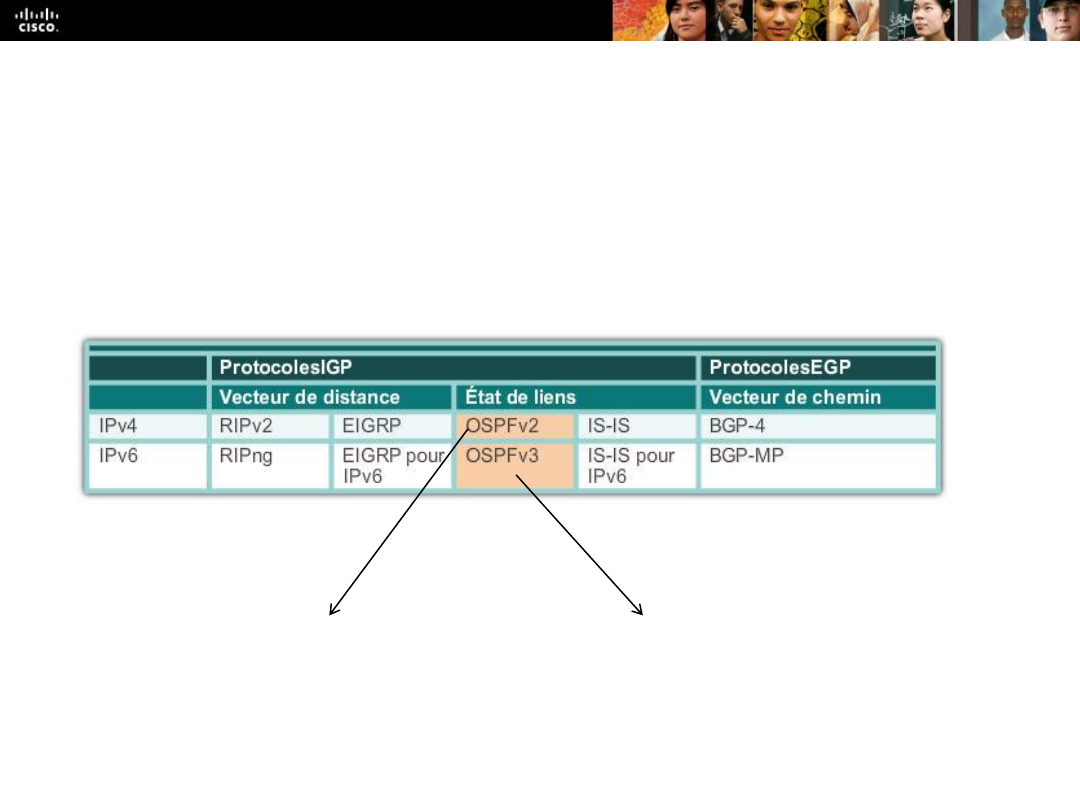 CISCO.
ProtocolesIGP ProtocolesEGP
Vecteur de distance État de liens Vecteur de chemin
IPv4 RIPv2 EIGRP OSPFv2 IS-IS BGP-4
IPv6 RIPng EIGRP pour IPv6 OSPFv3 IS-IS pour IPv6 BGP-MP